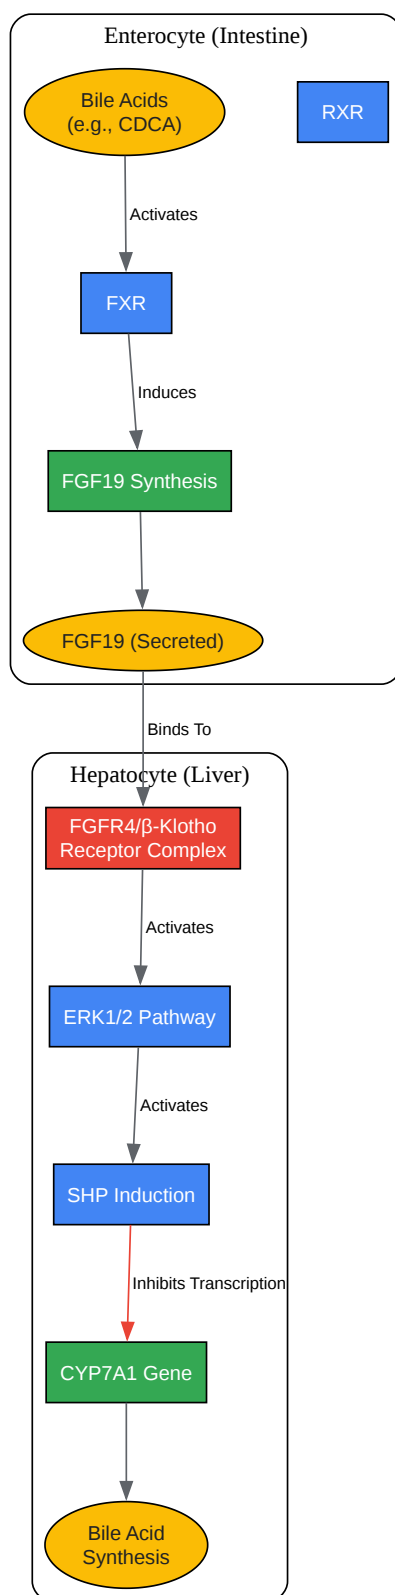 Enterocyte (Intestine)
Bile Acids
(e.g., CDCA)
RXR
Activates
FXR
Induces
FGF19 Synthesis
FGF19 (Secreted)
Binds To
Hepatocyte (Liver)
FGFR4/β-Klotho
Receptor Complex
Activates
ERK1/2 Pathway
Activates
SHP Induction
Inhibits Transcription
CYP7A1 Gene
Bile Acid
Synthesis